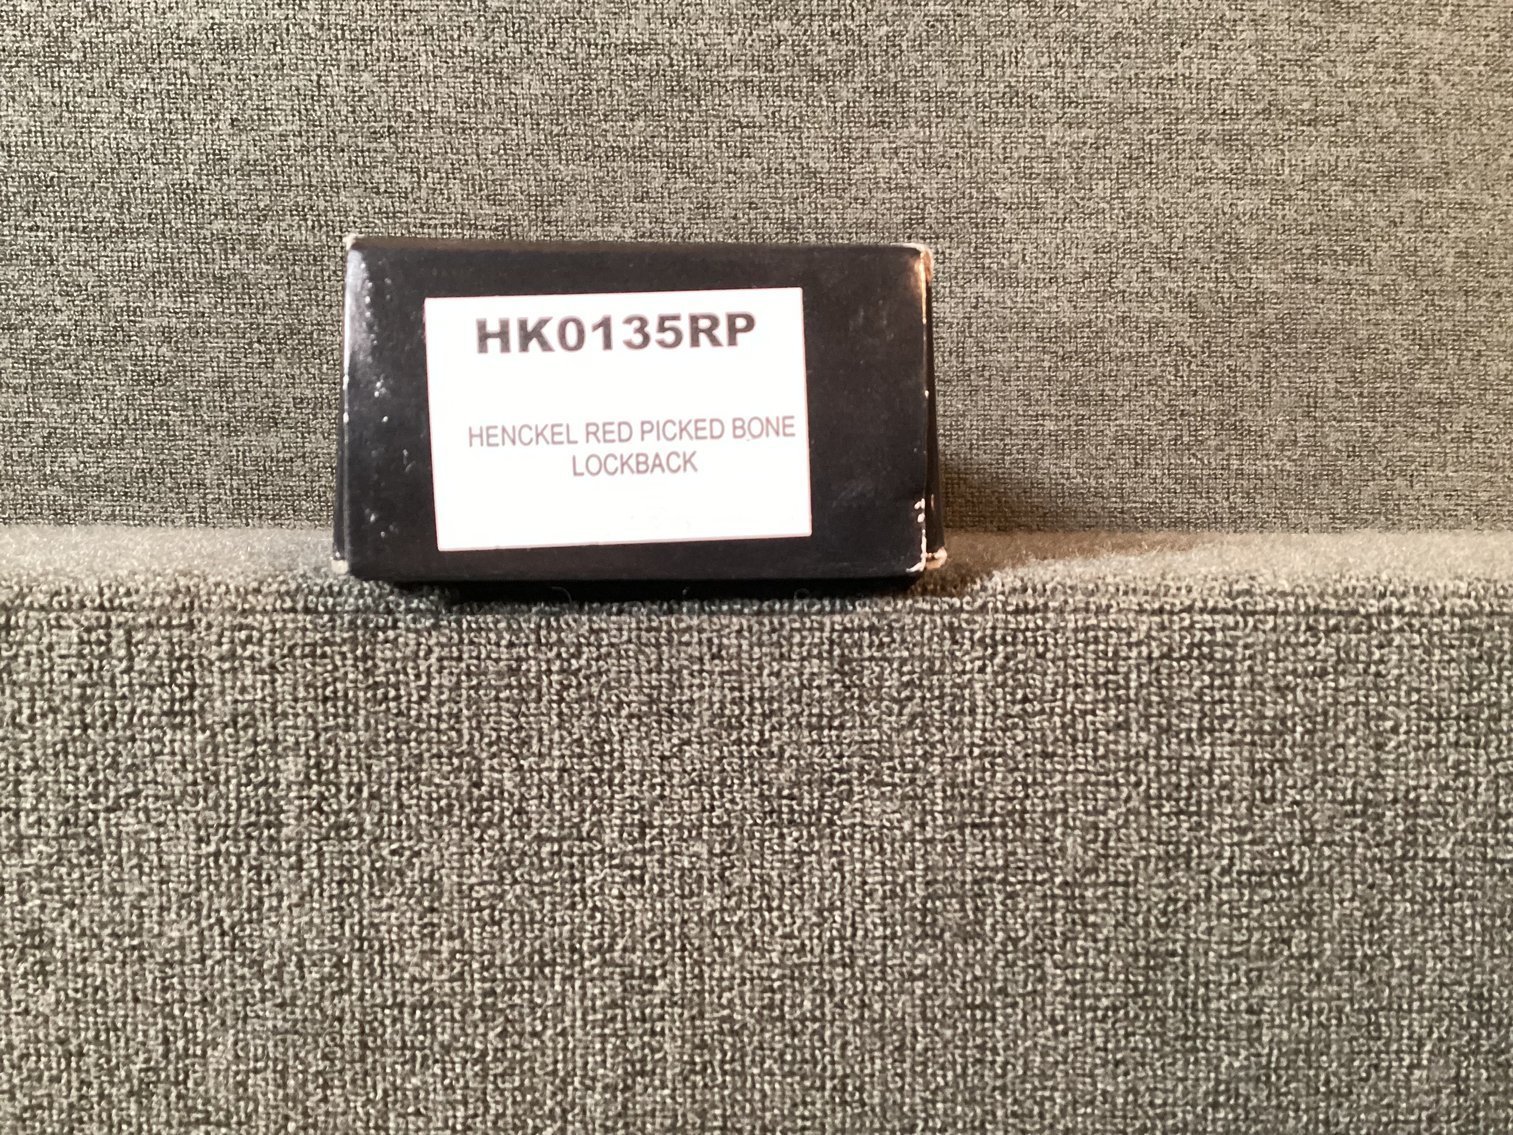 HK0135RP
HENCKEL RED PICKED BONE
LOCKBACK